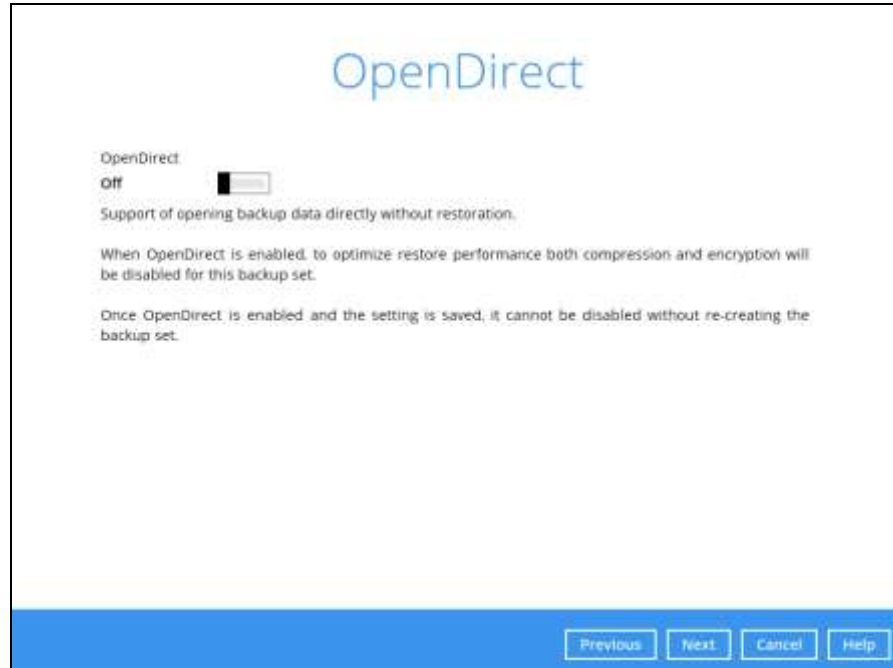 OpenDirect
OpenDirect
Off
Support of opening backup data directly without restoration.
When OpenDirect is enabled, to optimize restore performance both compression and encryption will
be disabled for this backup set.
Once OpenDirect is enabled and the setting is saved, it cannot be disabled without re-creating the
backup set.
Previous
Next
Cancel
Help